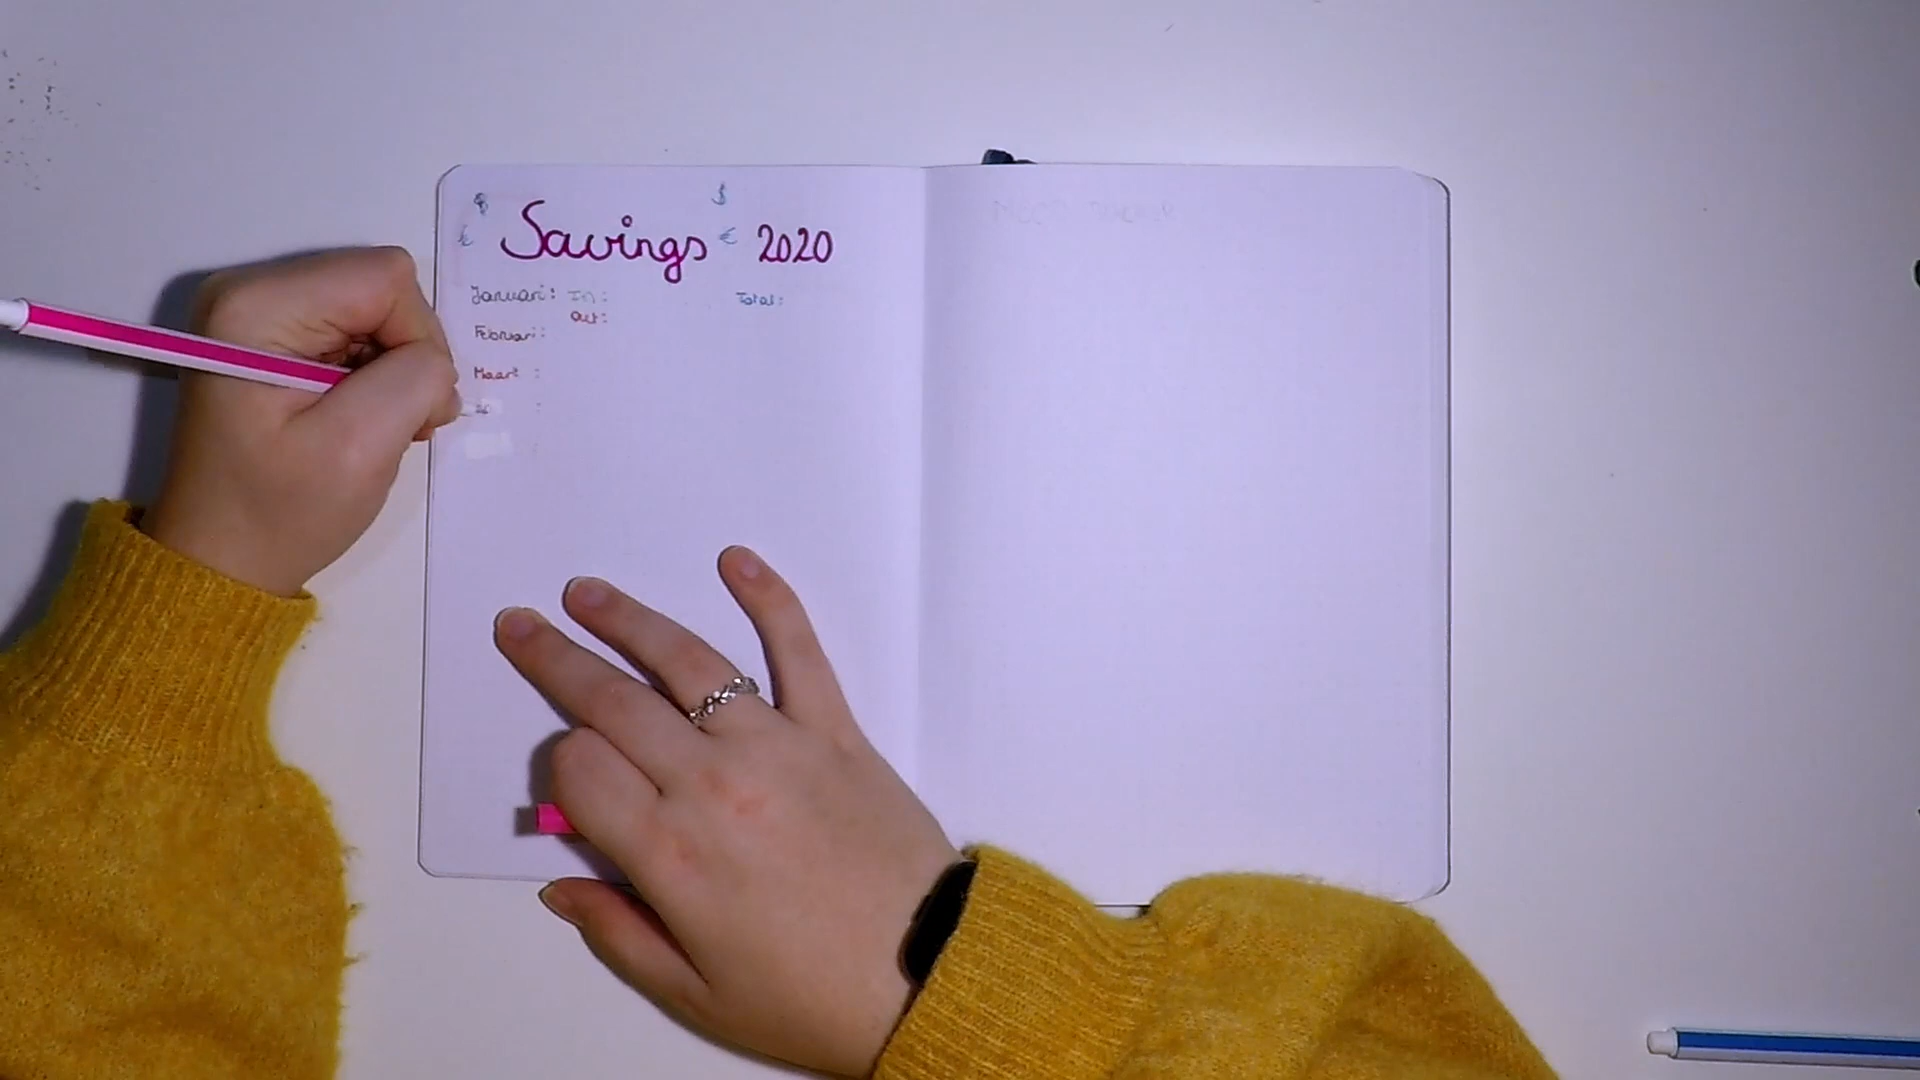 $
Savings € 2020
Januari: In: Total:
Out:
Februari:
Maart :
: